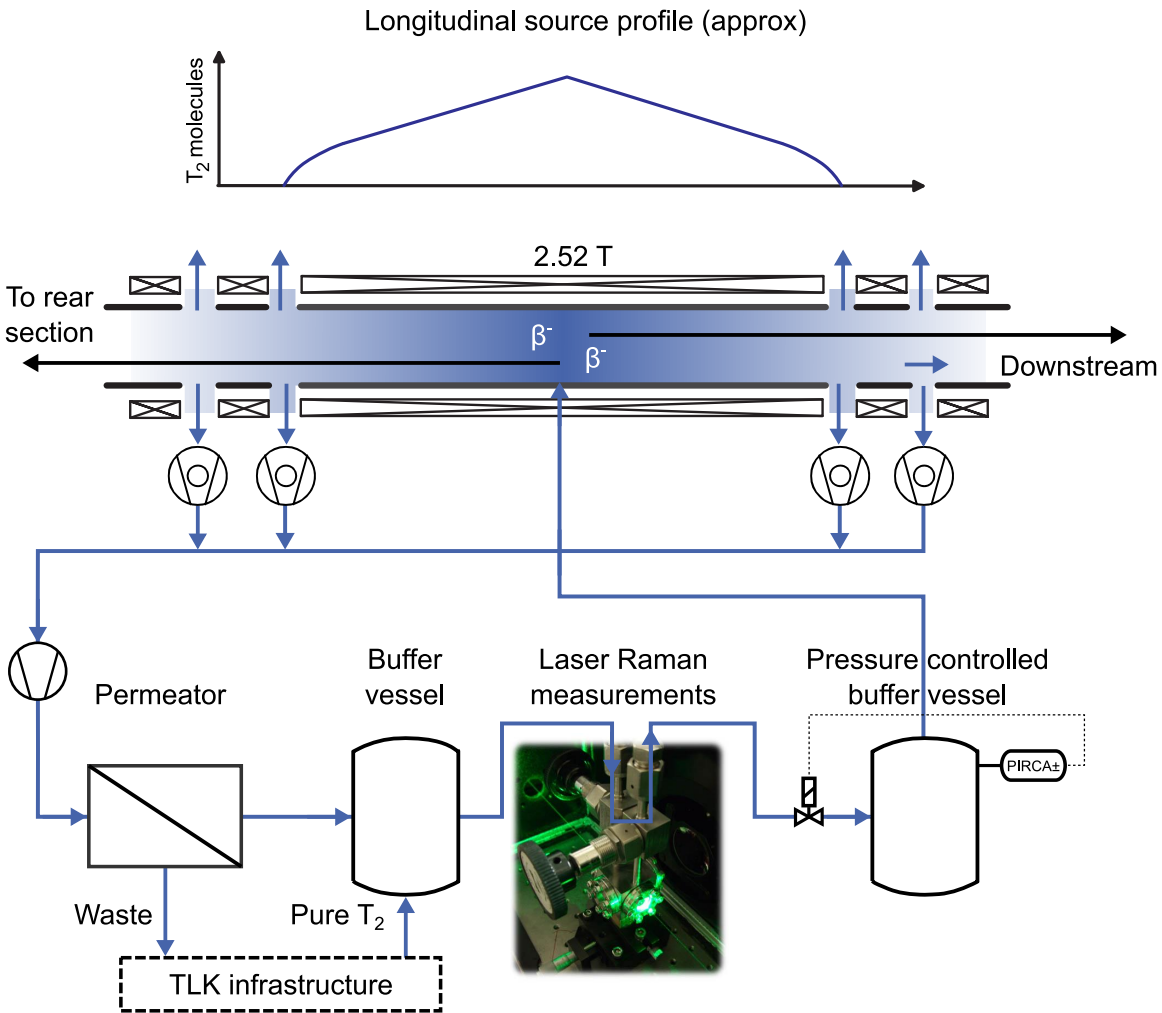 Longitudinal source profile (approx)
T₂ molecules
2.52 T
To rear
section
β⁻
β⁻
Downstream
Permeator
Buffer
vessel
Laser Raman
measurements
Pressure controlled
buffer vessel
PIRCA±
Waste
Pure T₂
TLK infrastructure